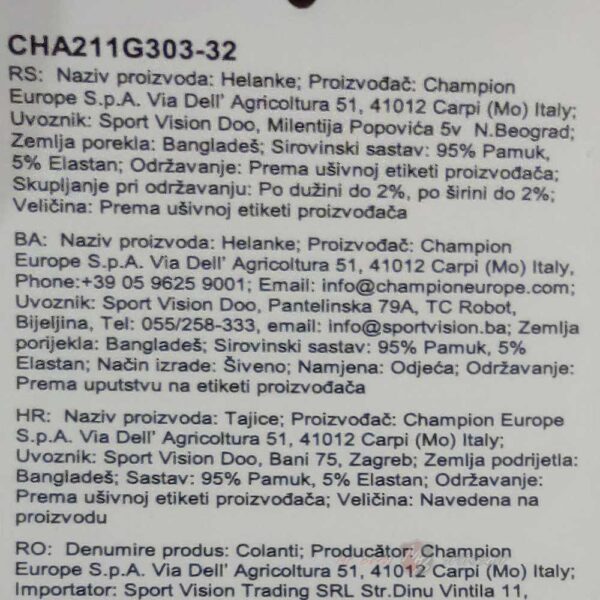 CHA211G303-32
RS: Naziv proizvoda: Helanke; Proizvođač: Champion
Europe S.p.A. Via Dell' Agricoltura 51, 41012 Carpi (Mo) Italy;
Uvoznik: Sport Vision Doo, Milentija Popovića 5v N.Beograd;
Zemlja porekla: Bangladeš; Sirovinski sastav: 95% Pamuk,
5% Elastan; Održavanje: Prema ušivnoj etiketi proizvođača;
Skupljanje pri održavanju: Po dužini do 2%, po širini do 2%;
Veličina: Prema ušivnoj etiketi proizvođača
BA: Naziv proizvoda: Helanke; Proizvođač: Champion
Europe S.p.A. Via Dell' Agricoltura 51, 41012 Carpi (Mo) Italy,
Phone:+39 05 9625 9001; Email: info@championeurope.com;
Uvoznik: Sport Vision Doo, Pantelinska 79A, TC Robot,
Bijeljina, Tel: 055/258-333, email: info@sportvision.ba; Zemlja
porijekla: Bangladeš; Sirovinski sastav: 95% Pamuk, 5%
Elastan; Način izrade: Šiveno; Namjena: Odjeća; Održavanje:
Prema uputstvu na etiketi proizvođača
HR: Naziv proizvoda: Tajice; Proizvođač: Champion Europe
S.p.A. Via Dell' Agricoltura 51, 41012 Carpi (Mo) Italy;
Uvoznik: Sport Vision Doo, Bani 75, Zagreb; Zemlja podrijetla:
Bangladeš; Sastav: 95% Pamuk, 5% Elastan; Održavanje:
Prema ušivnoj etiketi proizvođača; Veličina: Navedena na
proizvodu
RO: Denumire produs: Colanti; Producător: Champion
Europe S.p.A. Via Dell' Agricoltura 51, 41012 Carpi (Mo) Italy;
Importator: Sport Vision Trading SRL Str.Dinu Vintila 11,